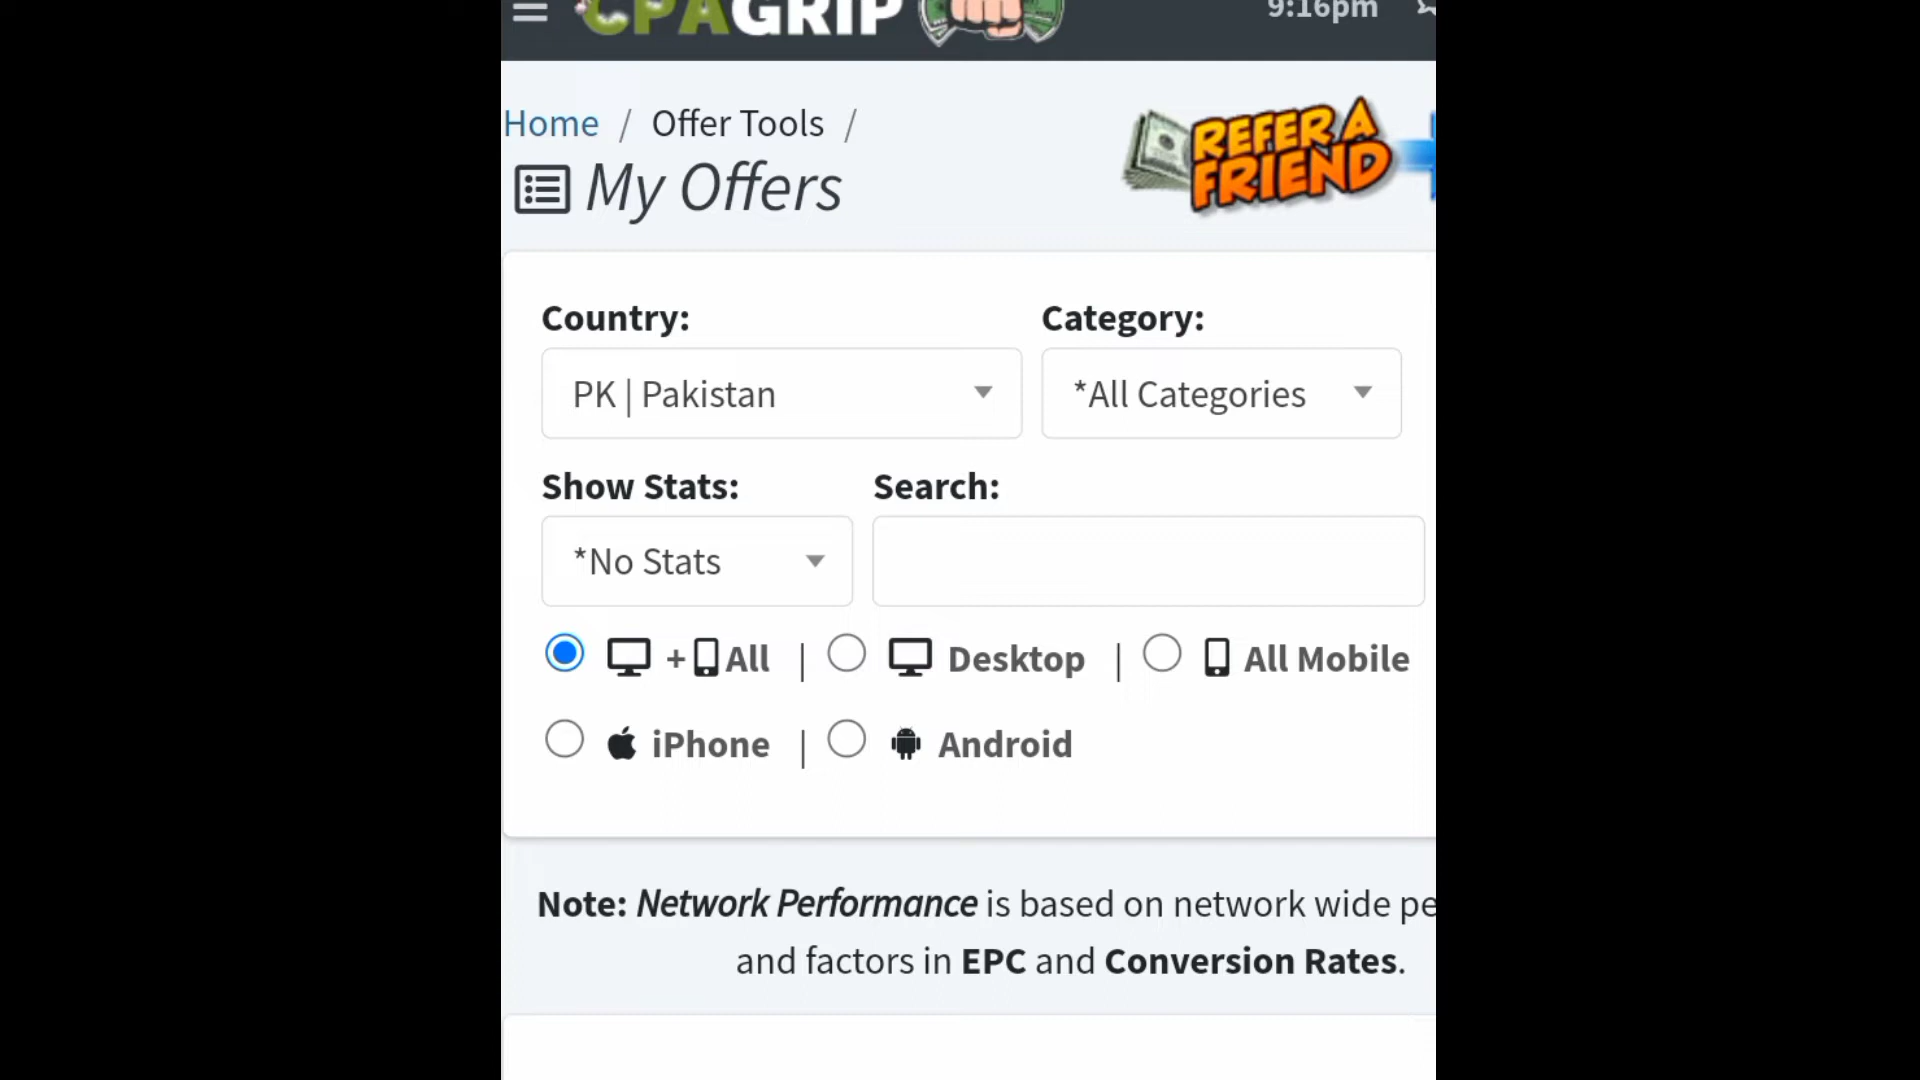 CPAGRIP
9:16pm
Home / Offer Tools /
My Offers
REFER A
FRIEND
Country:
Category:
PK | Pakistan
*All Categories
Show Stats:
Search:
*No Stats
+ All | Desktop | All Mobile
iPhone | Android
Note: Network Performance is based on network wide pe
and factors in EPC and Conversion Rates.